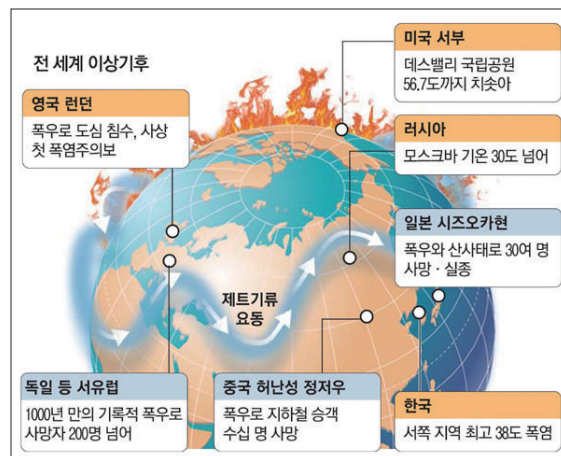 전 세계 이상기후
미국 서부
데스밸리 국립공원
56.7도까지 치솟아
영국 런던
폭우로 도심 침수, 사상
첫 폭염주의보
러시아
모스크바 기온 30도 넘어
일본 시즈오카현
폭우와 산사태로 30여 명
사망·실종
제트기류
요동
독일 등 서유럽
1000년 만의 기록적 폭우로
사망자 200명 넘어
중국 허난성 정저우
폭우로 지하철 승객
수십 명 사망
한국
서쪽 지역 최고 38도 폭염